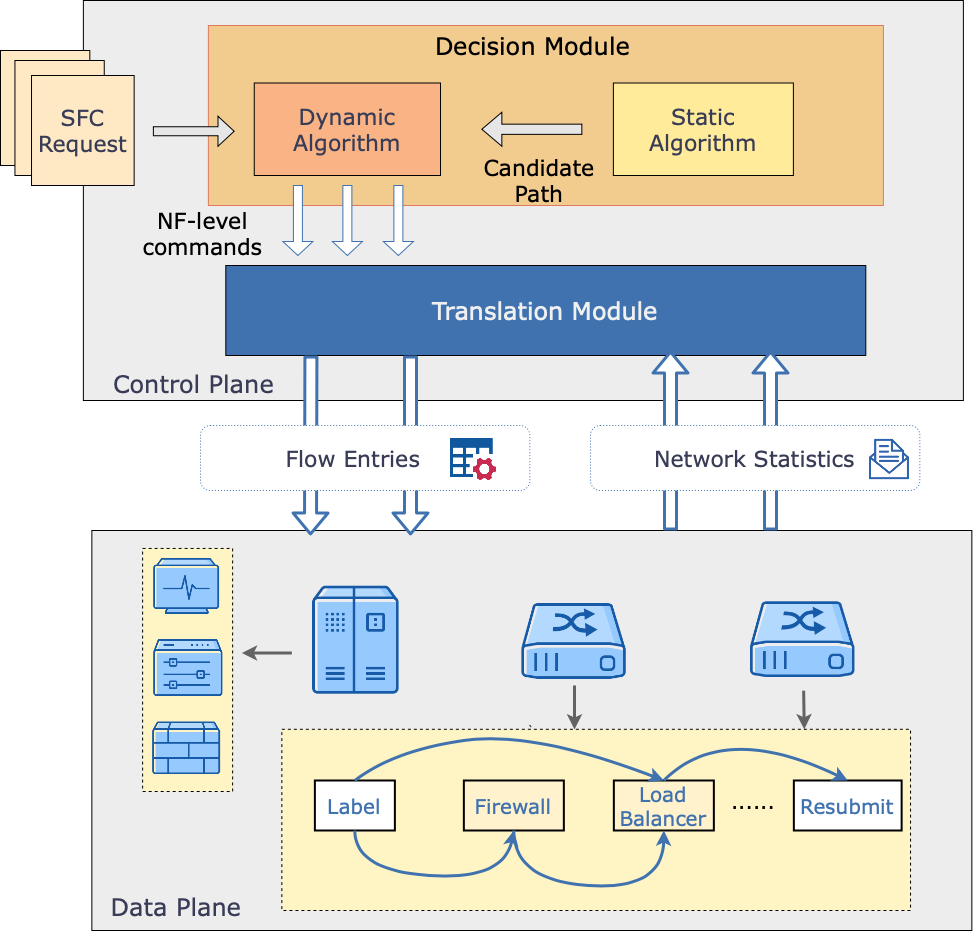 Decision Module
SFC
Request
Dynamic
Algorithm
Static
Algorithm
Candidate
Path
NF-level
commands
Translation Module
Control Plane
Flow Entries
Network Statistics
Label
Firewall
Load
Balancer
......
Resubmit
Data Plane